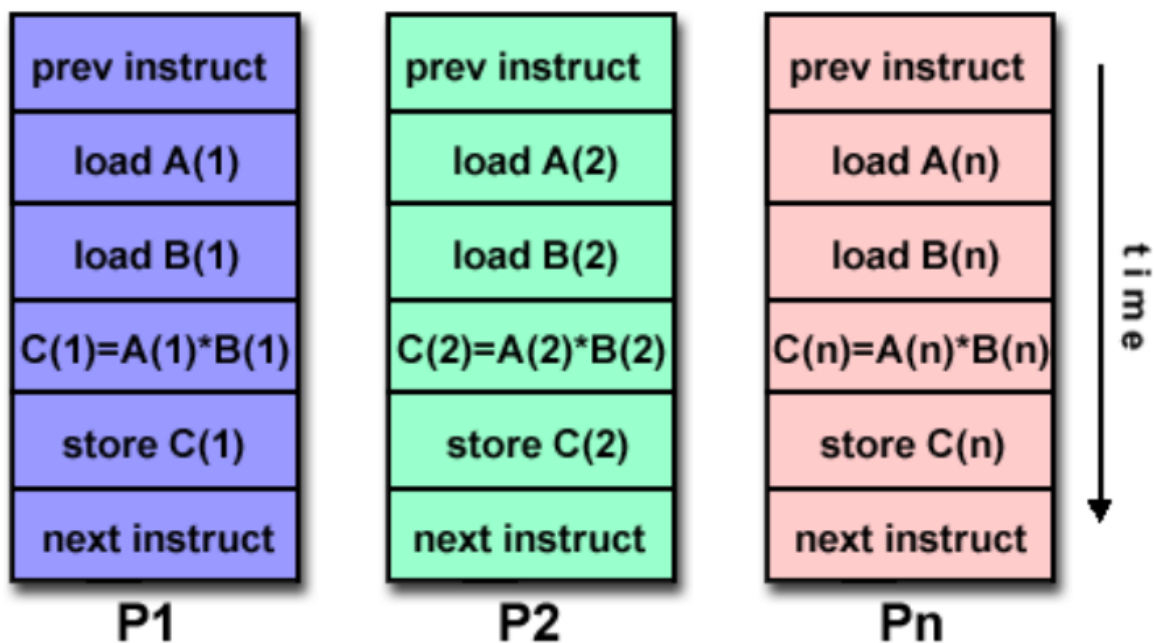 prev instruct
load A(1)
load B(1)
C(1)=A(1)*B(1)
store C(1)
next instruct
P1
prev instruct
load A(2)
load B(2)
C(2)=A(2)*B(2)
store C(2)
next instruct
P2
prev instruct
load A(n)
load B(n)
C(n)=A(n)*B(n)
store C(n)
next instruct
Pn
time